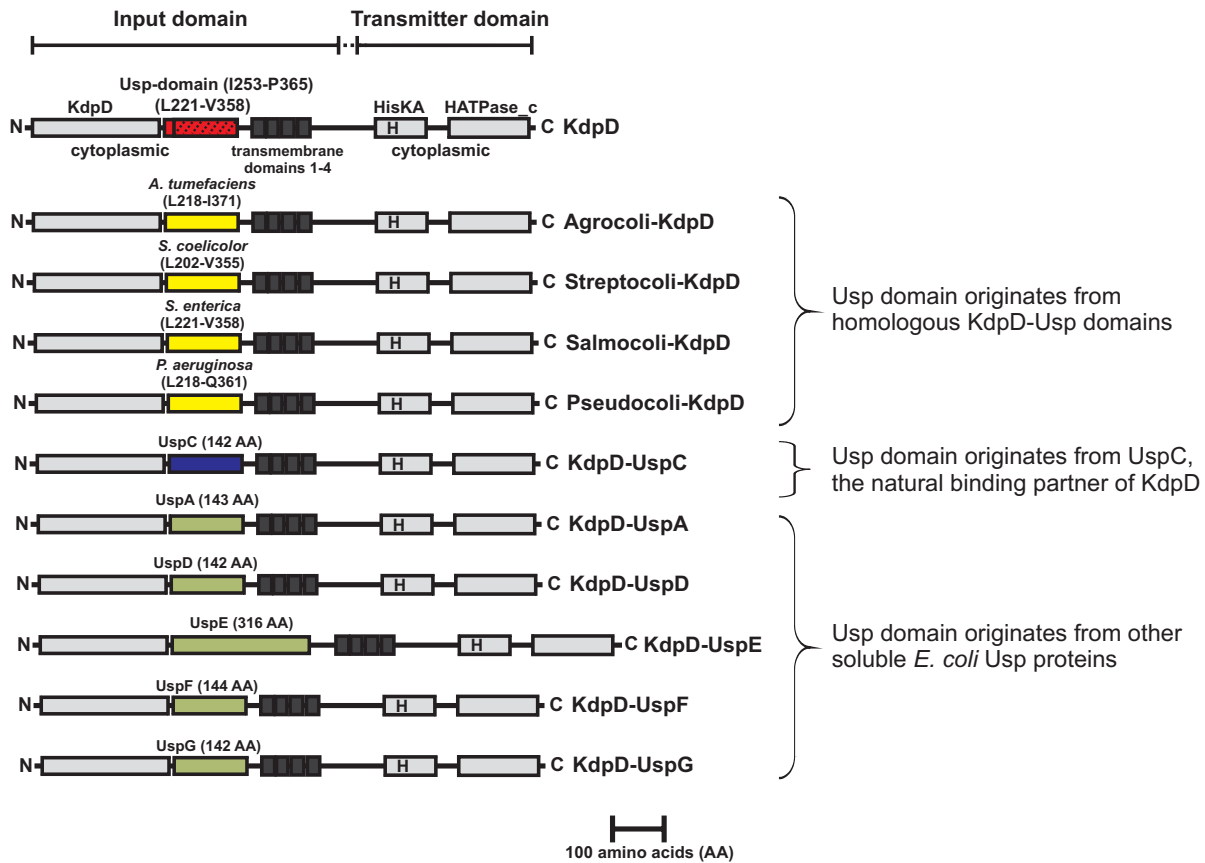 Input domain
Transmitter domain
Usp-domain (I253-P365)
KdpD
(L221-V358)
HisKA
HATPase_c
N
H
C KdpD
cytoplasmic
transmembrane
domains 1-4
cytoplasmic
A. tumefaciens
(L218-I371)
N
H
C Agrocoli-KdpD
S. coelicolor
(L202-V355)
N
H
C Streptocoli-KdpD
S. enterica
(L221-V358)
N
H
C Salmocoli-KdpD
P. aeruginosa
(L218-Q361)
N
H
C Pseudocoli-KdpD
Usp domain originates from
homologous KdpD-Usp domains
UspC (142 AA)
N
H
C KdpD-UspC
Usp domain originates from UspC,
the natural binding partner of KdpD
UspA (143 AA)
N
H
C KdpD-UspA
UspD (142 AA)
N
H
C KdpD-UspD
UspE (316 AA)
N
H
C KdpD-UspE
UspF (144 AA)
N
H
C KdpD-UspF
UspG (142 AA)
N
H
C KdpD-UspG
Usp domain originates from other
soluble E. coli Usp proteins
100 amino acids (AA)